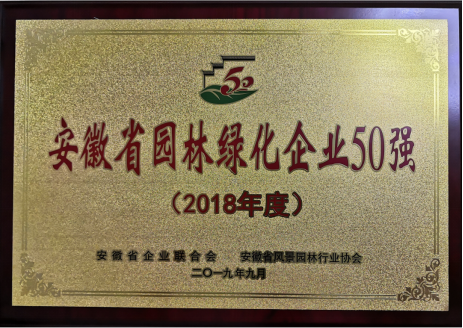 50
安徽省园林绿化企业50强
（2018年度）
安徽省企业联合会 安徽省风景园林行业协会
二〇一九年九月